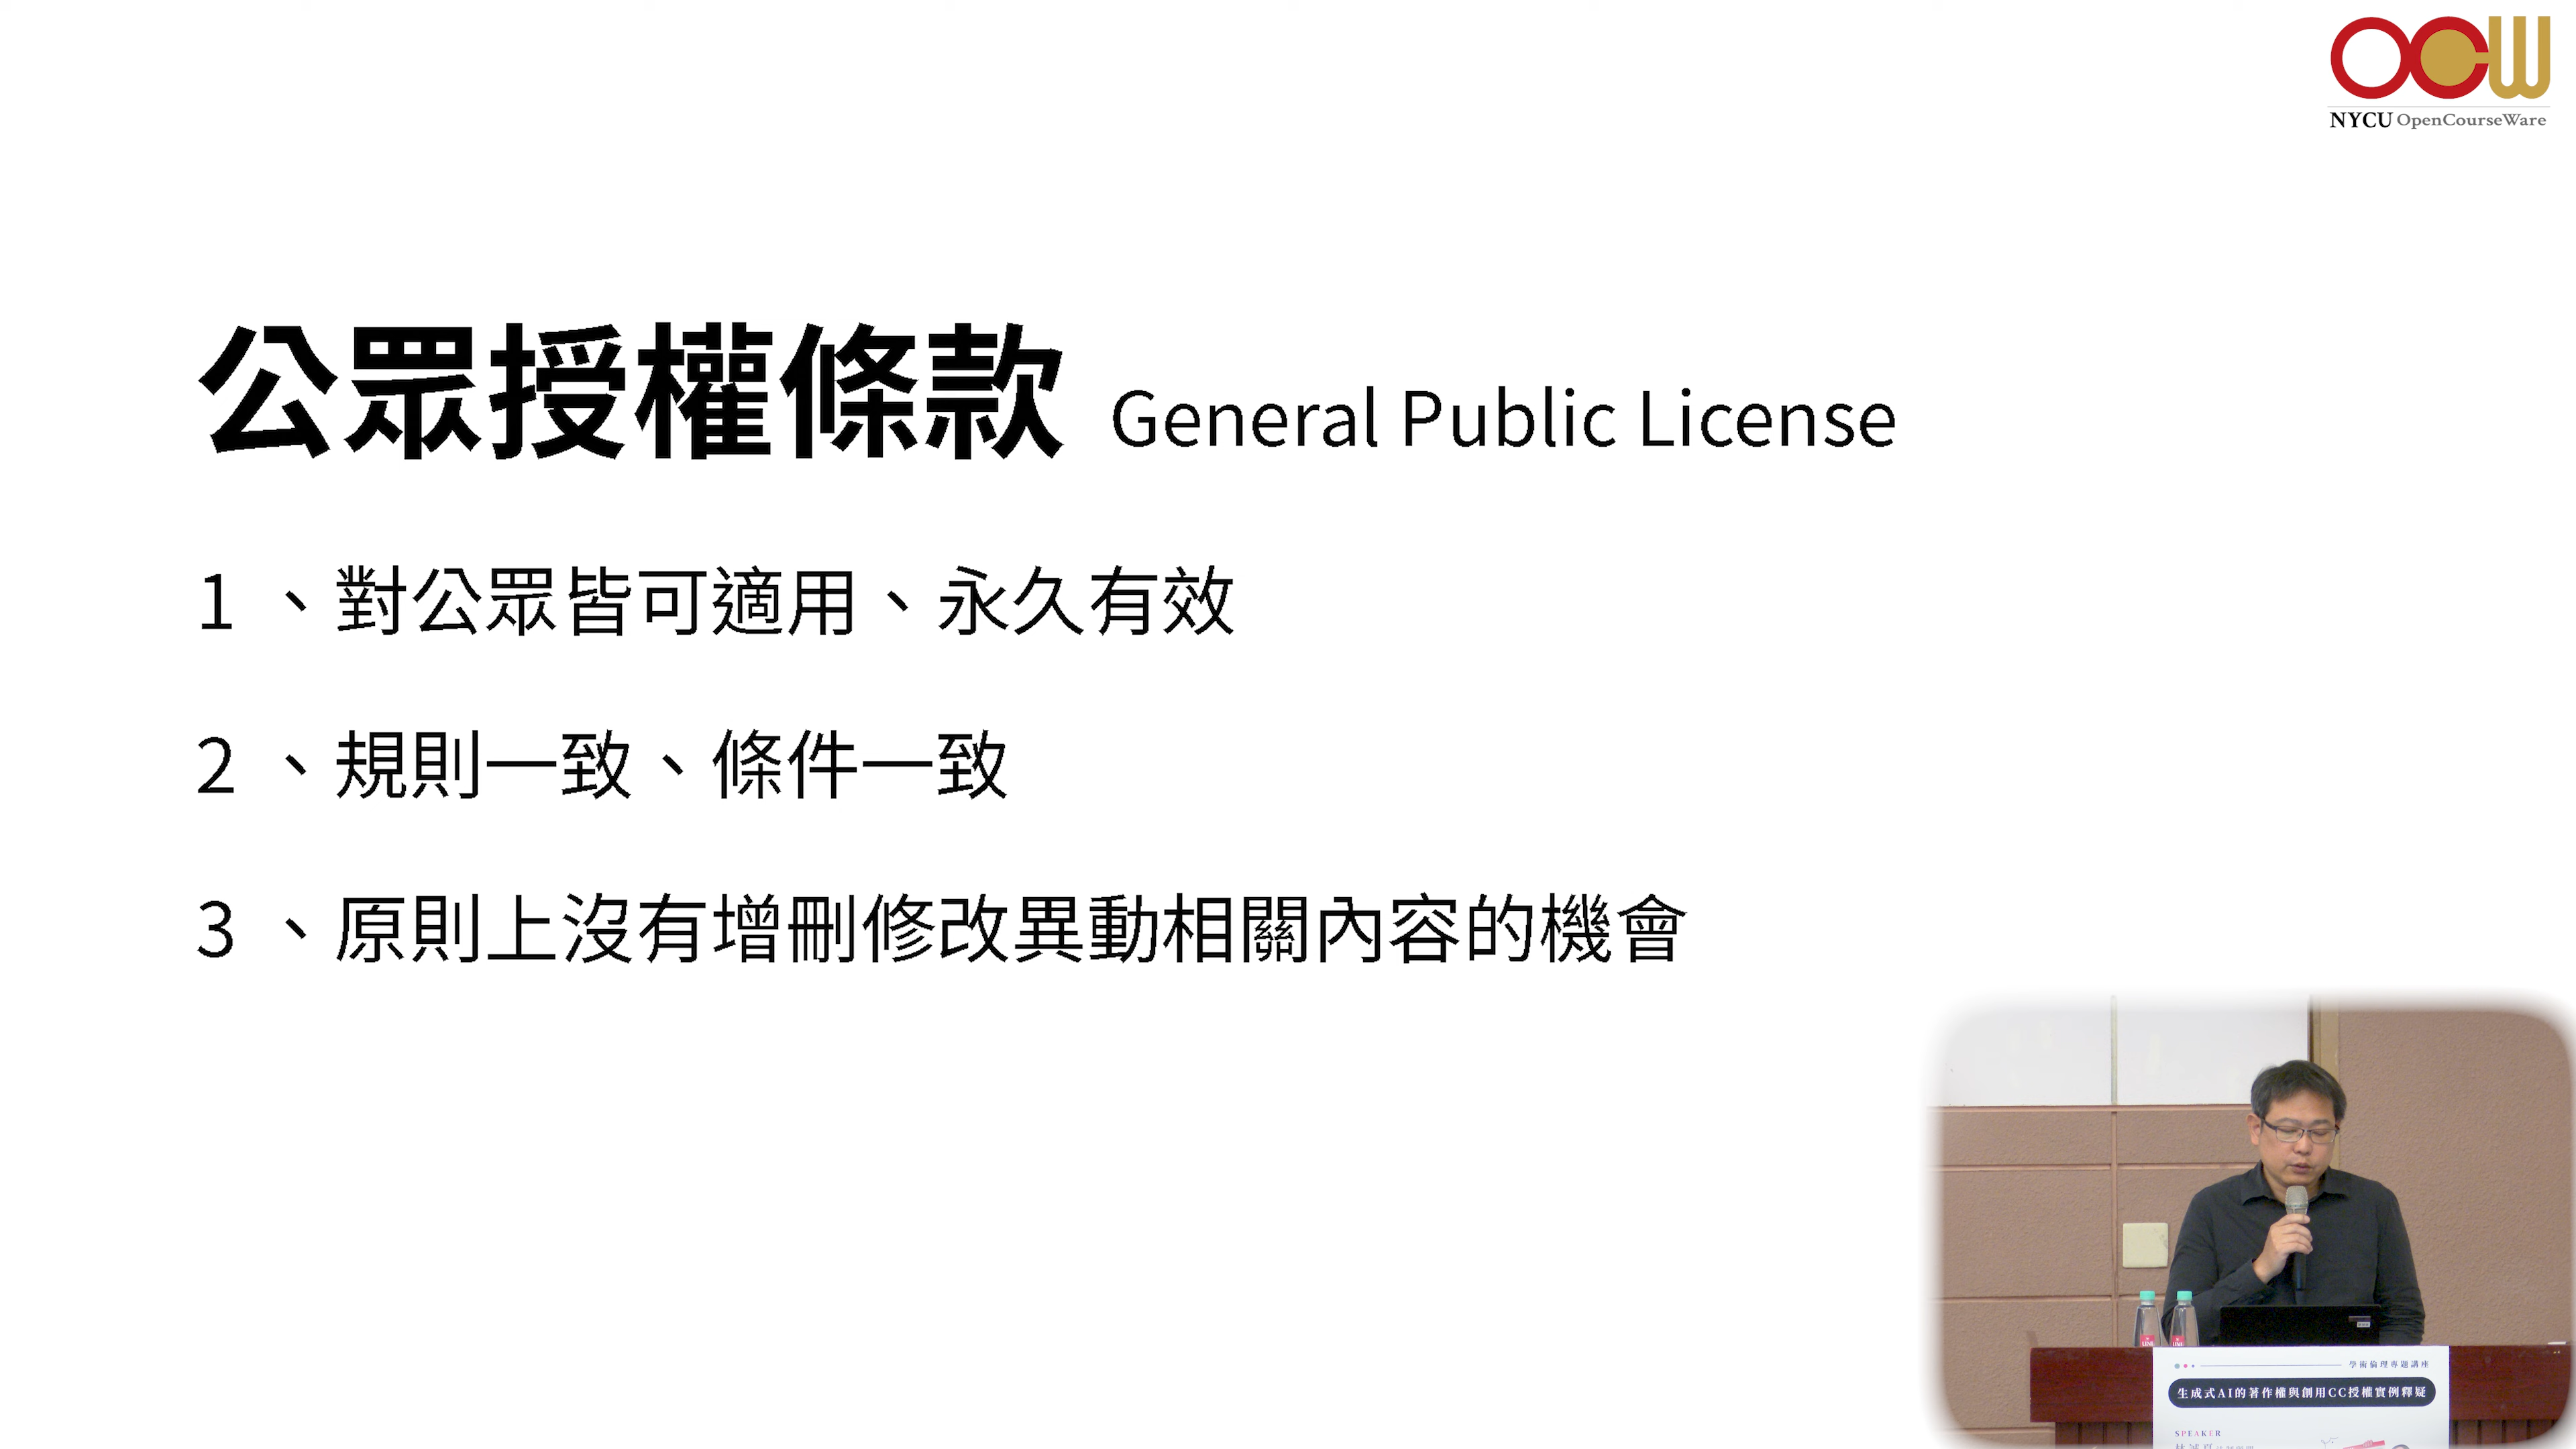 OCW
NYCU OpenCourseWare
公眾授權條款 General Public License
1、對公眾皆可適用、永久有效
2、規則一致、條件一致
3、原則上沒有增刪修改異動相關內容的機會
學術倫理專題講座
生成式AI的著作權與創用CC授權實例釋疑
SPEAKER